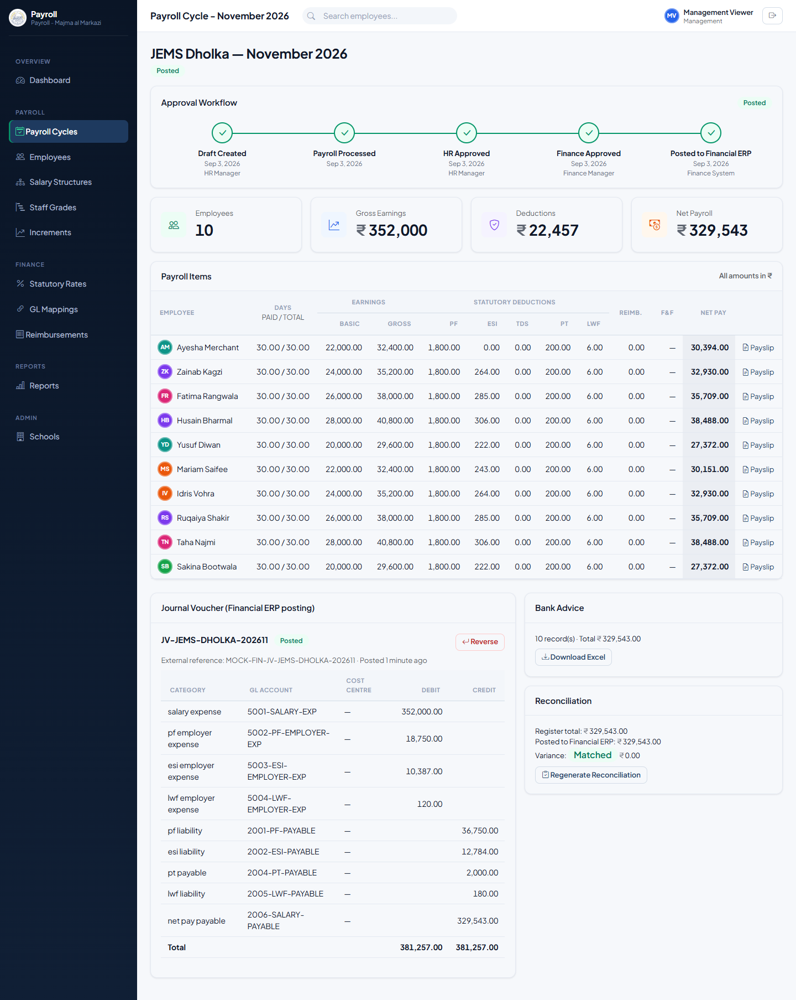 Payroll
Payroll - Majma al Markazi
OVERVIEW
Dashboard
PAYROLL
Payroll Cycles
Employees
Salary Structures
Staff Grades
Increments
FINANCE
Statutory Rates
GL Mappings
Reimbursements
REPORTS
Reports
ADMIN
Schools
Payroll Cycle - November 2026
Search employees...
MV
Management Viewer
Management
JEMS Dholka — November 2026
Posted
Approval Workflow
Posted
Draft Created
Sep 3, 2026
HR Manager
Payroll Processed
Sep 3, 2026
HR Approved
Sep 3, 2026
HR Manager
Finance Approved
Sep 3, 2026
Finance Manager
Posted to Financial ERP
Sep 3, 2026
Finance System
Employees
10
Gross Earnings
₹ 352,000
Deductions
₹ 22,457
Net Payroll
₹ 329,543
Payroll Items
All amounts in ₹
EMPLOYEE DAYS PAID / TOTAL EARNINGS STATUTORY DEDUCTIONS REIMB. F&F NET PAY
BASIC GROSS PF ESI TDS PT LWF
AM Ayesha Merchant 30.00 / 30.00 22,000.00 32,400.00 1,800.00 0.00 0.00 200.00 6.00 0.00 — 30,394.00 Payslip
ZK Zainab Kagzi 30.00 / 30.00 24,000.00 35,200.00 1,800.00 264.00 0.00 200.00 6.00 0.00 — 32,930.00 Payslip
FR Fatima Rangwala 30.00 / 30.00 26,000.00 38,000.00 1,800.00 285.00 0.00 200.00 6.00 0.00 — 35,709.00 Payslip
HB Husain Bharmal 30.00 / 30.00 28,000.00 40,800.00 1,800.00 306.00 0.00 200.00 6.00 0.00 — 38,488.00 Payslip
YD Yusuf Diwan 30.00 / 30.00 20,000.00 29,600.00 1,800.00 222.00 0.00 200.00 6.00 0.00 — 27,372.00 Payslip
MS Mariam Saifee 30.00 / 30.00 22,000.00 32,400.00 1,800.00 243.00 0.00 200.00 6.00 0.00 — 30,151.00 Payslip
IV Idris Vohra 30.00 / 30.00 24,000.00 35,200.00 1,800.00 264.00 0.00 200.00 6.00 0.00 — 32,930.00 Payslip
RS Ruqaiya Shakir 30.00 / 30.00 26,000.00 38,000.00 1,800.00 285.00 0.00 200.00 6.00 0.00 — 35,709.00 Payslip
TN Taha Najmi 30.00 / 30.00 28,000.00 40,800.00 1,800.00 306.00 0.00 200.00 6.00 0.00 — 38,488.00 Payslip
SB Sakina Bootwala 30.00 / 30.00 20,000.00 29,600.00 1,800.00 222.00 0.00 200.00 6.00 0.00 — 27,372.00 Payslip
Journal Voucher (Financial ERP posting)
JV-JEMS-DHOLKA-202611 Posted
Reverse
External reference: MOCK-FIN-JV-JEMS-DHOLKA-202611 · Posted 1 minute ago
CATEGORY GL ACCOUNT COST CENTRE DEBIT CREDIT
salary expense 5001-SALARY-EXP — 352,000.00
pf employer expense 5002-PF-EMPLOYER-EXP — 18,750.00
esi employer expense 5003-ESI-EMPLOYER-EXP — 10,387.00
lwf employer expense 5004-LWF-EMPLOYER-EXP — 120.00
pf liability 2001-PF-PAYABLE — 36,750.00
esi liability 2002-ESI-PAYABLE — 12,784.00
pt payable 2004-PT-PAYABLE — 2,000.00
lwf liability 2005-LWF-PAYABLE — 180.00
net pay payable 2006-SALARY-PAYABLE — 329,543.00
Total 381,257.00 381,257.00
Bank Advice
10 record(s) · Total ₹ 329,543.00
Download Excel
Reconciliation
Register total: ₹ 329,543.00
Posted to Financial ERP: ₹ 329,543.00
Variance: Matched ₹ 0.00
Regenerate Reconciliation